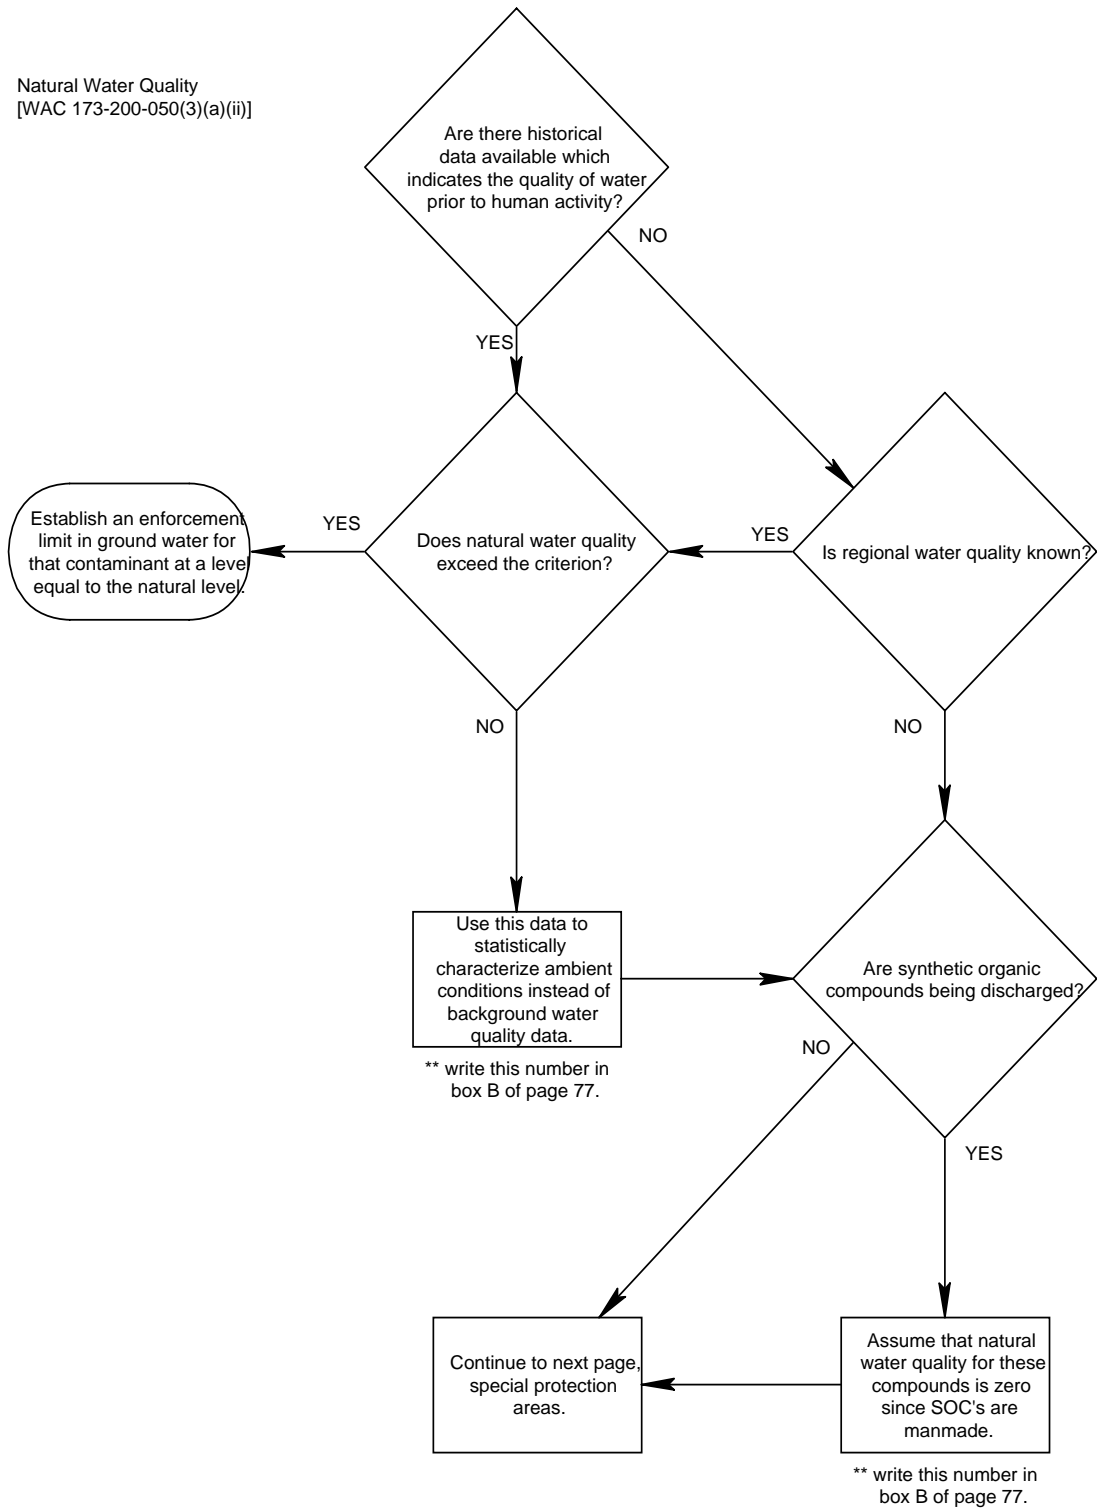 Natural Water Quality
[WAC 173-200-050(3)(a)(ii)]
Are there historical
data available which
indicates the quality of water
prior to human activity?
NO
YES
Establish an enforcement
limit in ground water for
that contaminant at a level
equal to the natural level.
YES
Does natural water quality
exceed the criterion?
YES
Is regional water quality known?
NO
NO
Use this data to
statistically
characterize ambient
conditions instead of
background water
quality data.
** write this number in
box B of page 77.
Are synthetic organic
compounds being discharged?
NO
YES
Continue to next page,
special protection
areas.
Assume that natural
water quality for these
compounds is zero
since SOC's are
manmade.
** write this number in
box B of page 77.